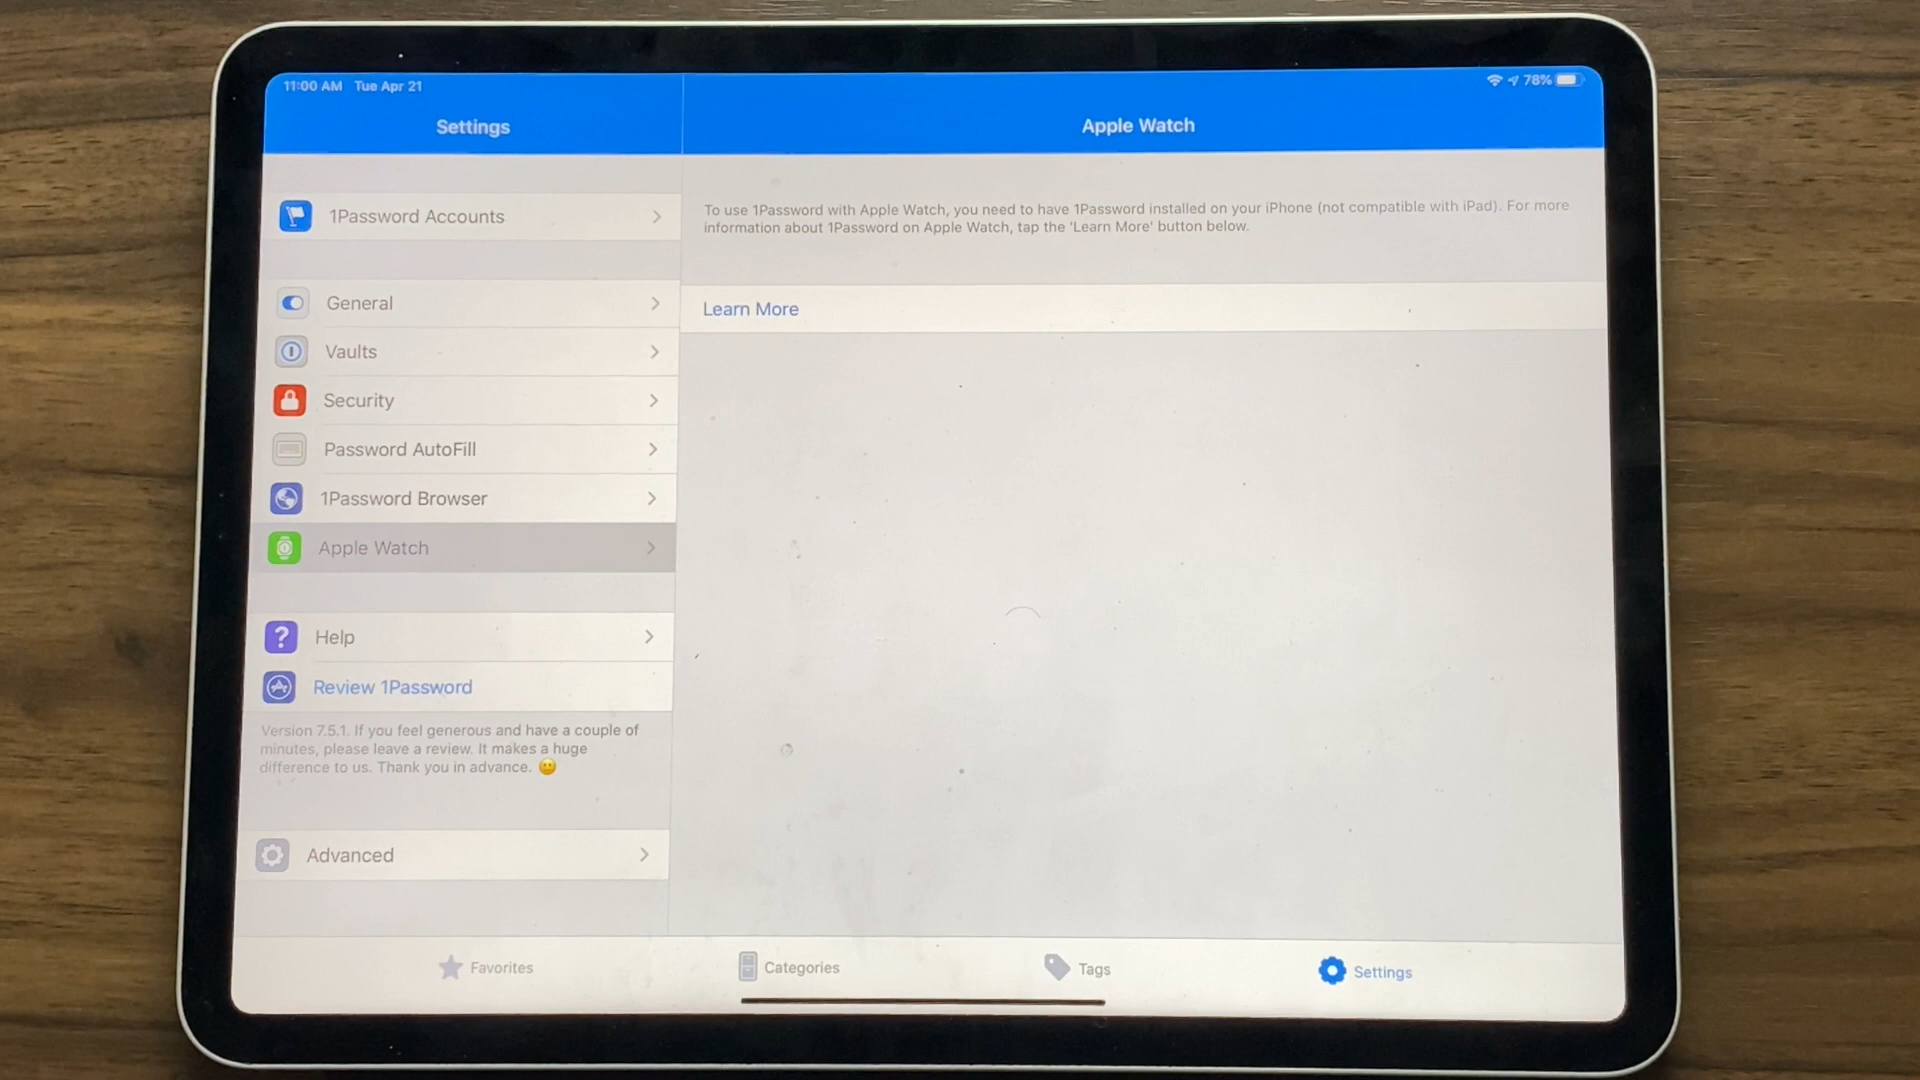 11:00 AM Tue Apr 21
78%
Settings
Apple Watch
1Password Accounts
General
Vaults
Security
Password AutoFill
1Password Browser
Apple Watch
Help
Review 1Password
Version 7.5.1. If you feel generous and have a couple of
minutes, please leave a review. It makes a huge
difference to us. Thank you in advance. 🙂
Advanced
To use 1Password with Apple Watch, you need to have 1Password installed on your iPhone (not compatible with iPad). For more
information about 1Password on Apple Watch, tap the 'Learn More' button below.
Learn More
Favorites
Categories
Tags
Settings